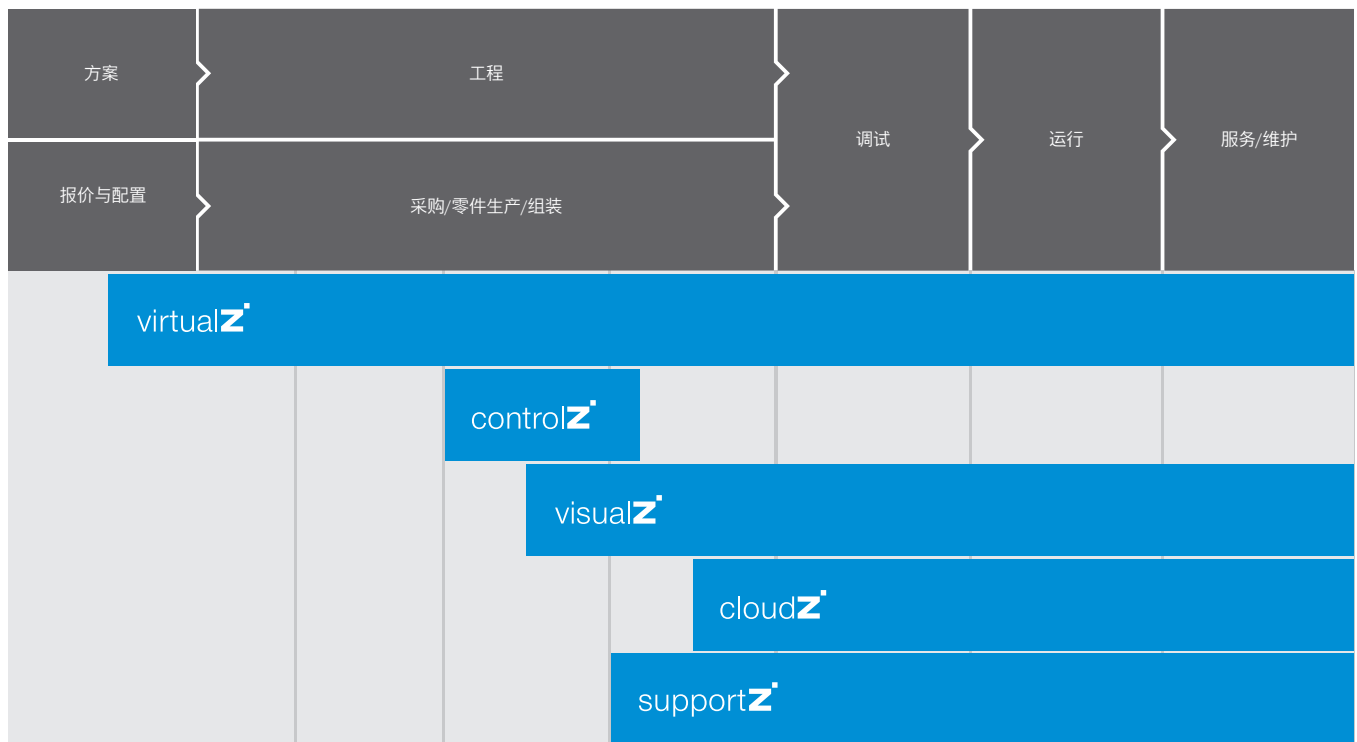 方案
工程
报价与配置
采购/零件生产/组装
调试
运行
服务/维护
virtualz
controlz
visualz
cloudz
supportz